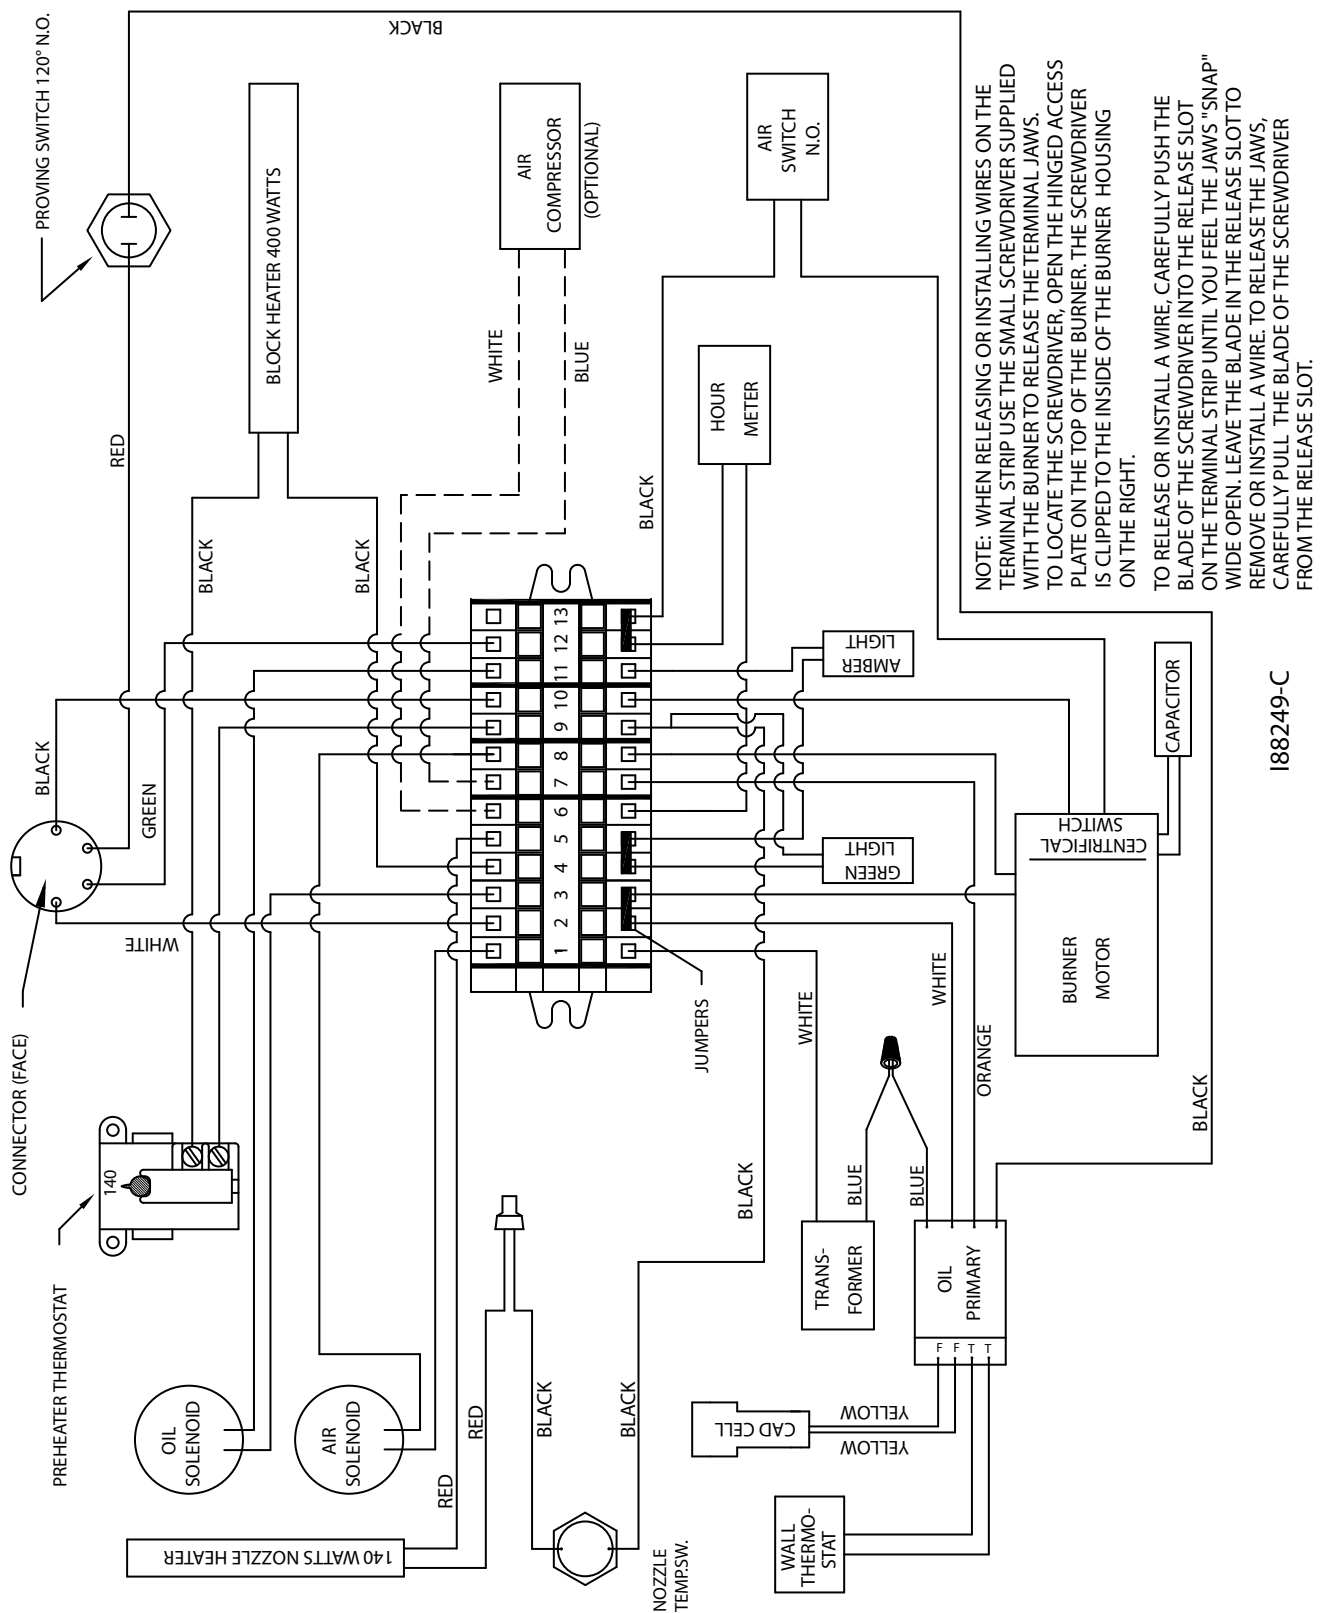 PROVING SWITCH 120° N.O.
BLACK
BLOCK HEATER 400 WATTS
AIR
COMPRESSOR
(OPTIONAL)
AIR
SWITCH
N.O.
RED
WHITE
BLUE
HOUR
METER
BLACK
BLACK
BLACK
BLACK
GREEN
WHITE
CONNECTOR (FACE)
13
12
11
10
9
8
7
6
5
4
3
2
1
AMBER
LIGHT
GREEN
LIGHT
CAPACITOR
CENTRIFICAL
SWITCH
BURNER
MOTOR
JUMPERS
WHITE
WHITE
ORANGE
BLACK
BLUE
BLUE
BLACK
140
PREHEATER THERMOSTAT
TRANS-
FORMER
OIL
PRIMARY
F
F
T
T
OIL
SOLENOID
AIR
SOLENOID
RED
BLACK
BLACK
RED
140 WATTS NOZZLE HEATER
NOZZLE
TEMP.SW.
CAD CELL
YELLOW
YELLOW
WALL
THERMO-
STAT
NOTE: WHEN RELEASING OR INSTALLING WIRES ON THE
TERMINAL STRIP USE THE SMALL SCREWDRIVER SUPPLIED
WITH THE BURNER TO RELEASE THE TERMINAL JAWS.
TO LOCATE THE SCREWDRIVER, OPEN THE HINGED ACCESS
PLATE ON THE TOP OF THE BURNER. THE SCREWDRIVER
IS CLIPPED TO THE INSIDE OF THE BURNER HOUSING
ON THE RIGHT.
TO RELEASE OR INSTALL A WIRE, CAREFULLY PUSH THE
BLADE OF THE SCREWDRIVER INTO THE RELEASE SLOT
ON THE TERMINAL STRIP UNTIL YOU FEEL THE JAWS "SNAP"
WIDE OPEN. LEAVE THE BLADE IN THE RELEASE SLOT TO
REMOVE OR INSTALL A WIRE. TO RELEASE THE JAWS,
CAREFULLY PULL THE BLADE OF THE SCREWDRIVER
FROM THE RELEASE SLOT.
I88249-C